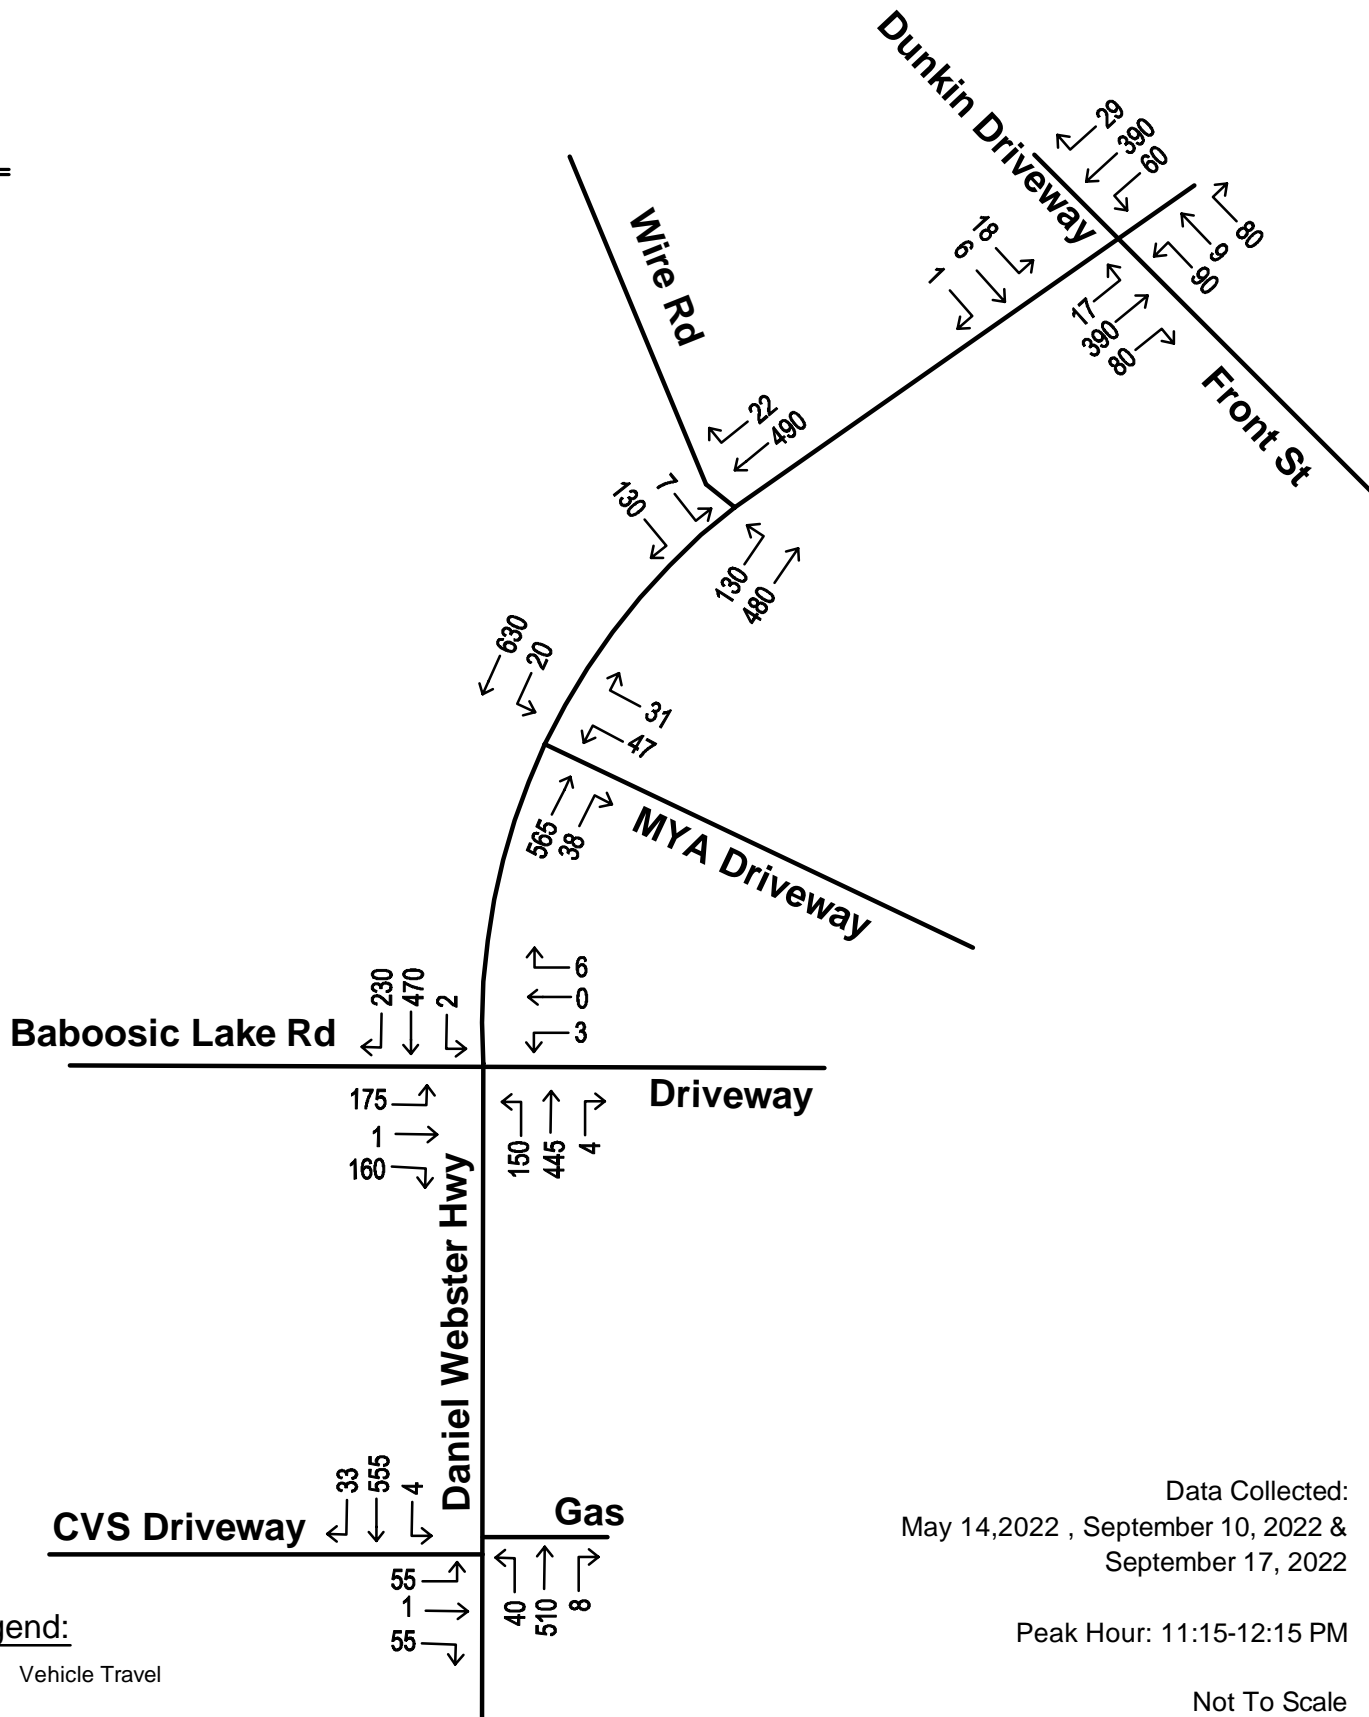 Dunkin Driveway
29
390
60
80
9
90
18
6
1
17
390
80
Front St
Wire Rd
22
490
7
130
130
480
630
20
31
47
565
38
MYA Driveway
230
470
2
6
0
3
Baboosic Lake Rd
Driveway
175
1
160
150
445
4
Daniel Webster Hwy
33
555
4
CVS Driveway
Gas
55
1
55
40
510
8
Data Collected:
May 14,2022 , September 10, 2022 &
September 17, 2022
Peak Hour: 11:15-12:15 PM
Not To Scale
gend:
Vehicle Travel